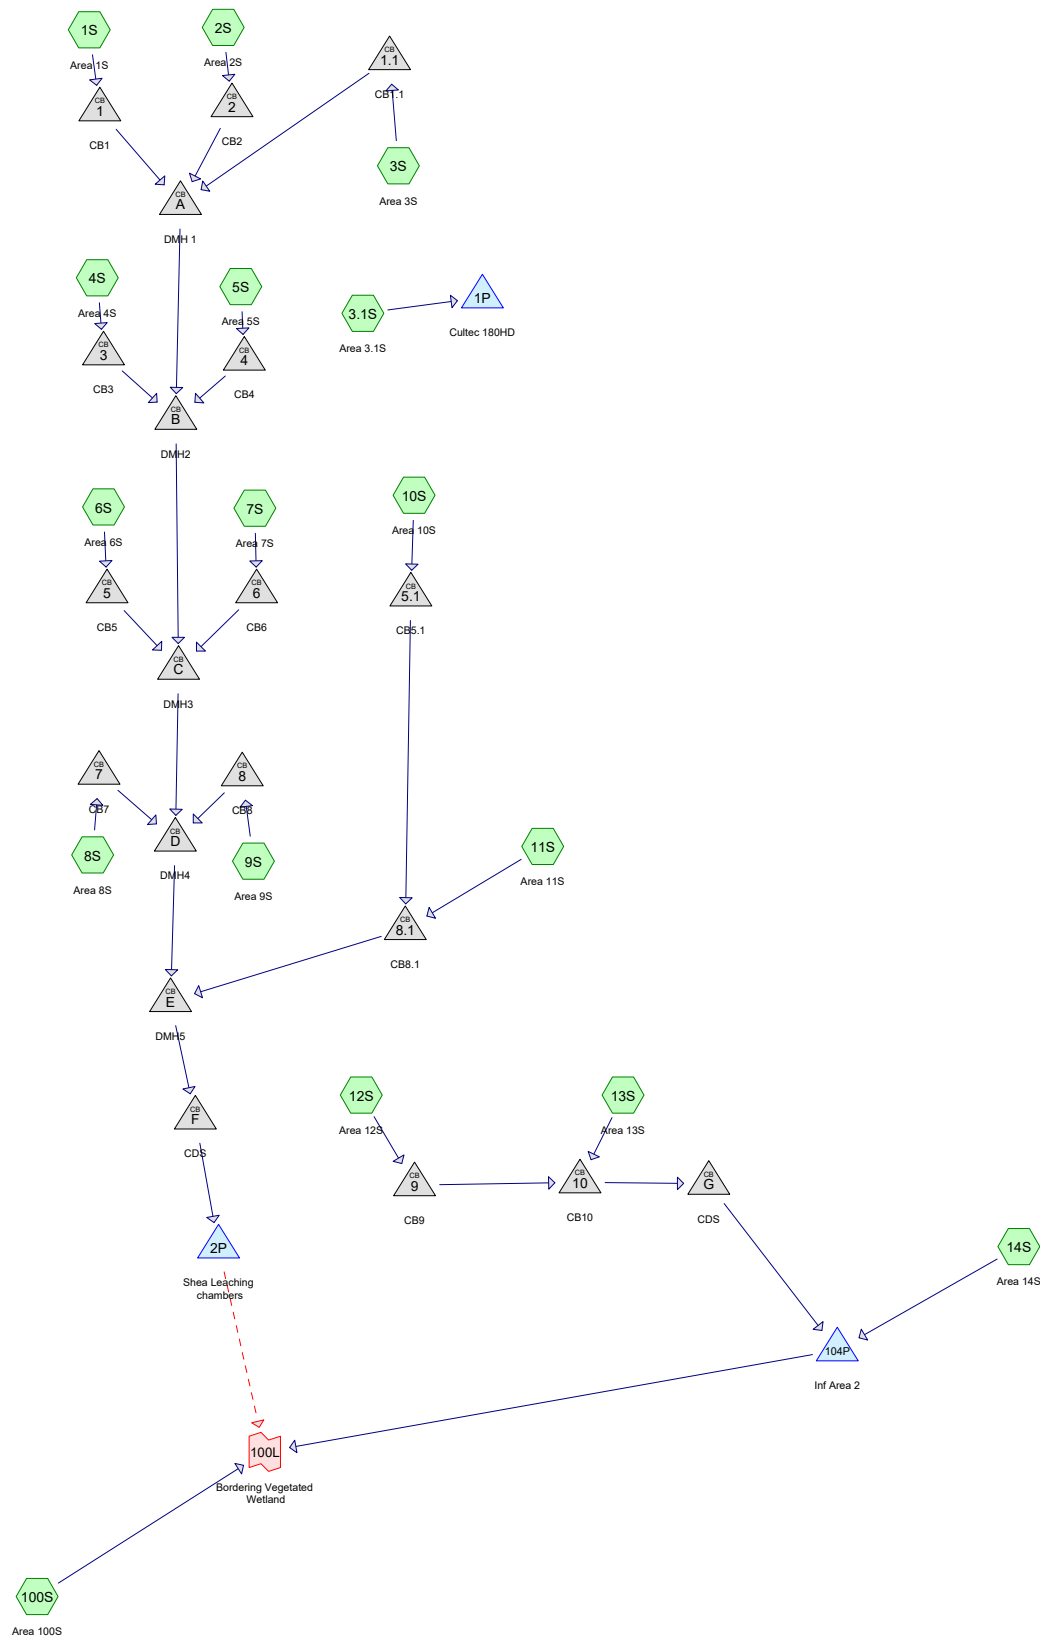 1S
Area 1S
2S
Area 2S
CB
1.1
CB1.1
CB
1
CB1
CB
2
CB2
3S
Area 3S
CB
A
DMH 1
4S
Area 4S
5S
Area 5S
3.1S
Area 3.1S
1P
Cultec 180HD
CB
3
CB3
CB
4
CB4
CB
B
DMH2
6S
Area 6S
7S
Area 7S
10S
Area 10S
CB
5
CB5
CB
6
CB6
CB
5.1
CB5.1
CB
C
DMH3
CB
7
CB7
CB
8
CB8
CB
D
DMH4
8S
Area 8S
9S
Area 9S
11S
Area 11S
CB
8.1
CB8.1
CB
E
DMH5
CB
F
CDS
12S
Area 12S
13S
Area 13S
CB
9
CB9
CB
10
CB10
CB
G
CDS
2P
Shea Leaching
chambers
14S
Area 14S
104P
Inf Area 2
100L
Bordering Vegetated
Wetland
100S
Area 100S